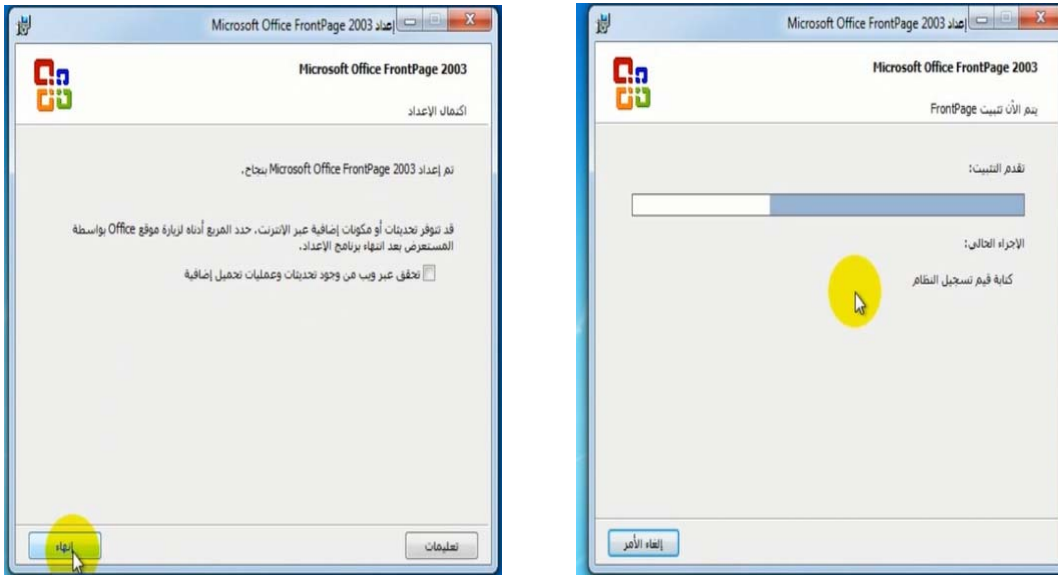 إعداد Microsoft Office FrontPage 2003
Microsoft Office FrontPage 2003
يتم الآن تثبيت FrontPage
تقدم التثبيت:
الإجراء الحالي:
كتابة قيم تسجيل النظام
إلغاء الأمر
إعداد Microsoft Office FrontPage 2003
Microsoft Office FrontPage 2003
اكتمال الإعداد
تم إعداد Microsoft Office FrontPage 2003 بنجاح.
قد تتوفر تحديثات أو مكونات إضافية عبر الإنترنت. حدد المربع أدناه لزيارة موقع Office بواسطة
المستعرض بعد انتهاء برنامج الإعداد.
تحقق عبر ويب من وجود تحديثات وعمليات تحميل إضافية
تعليمات
إنهاء